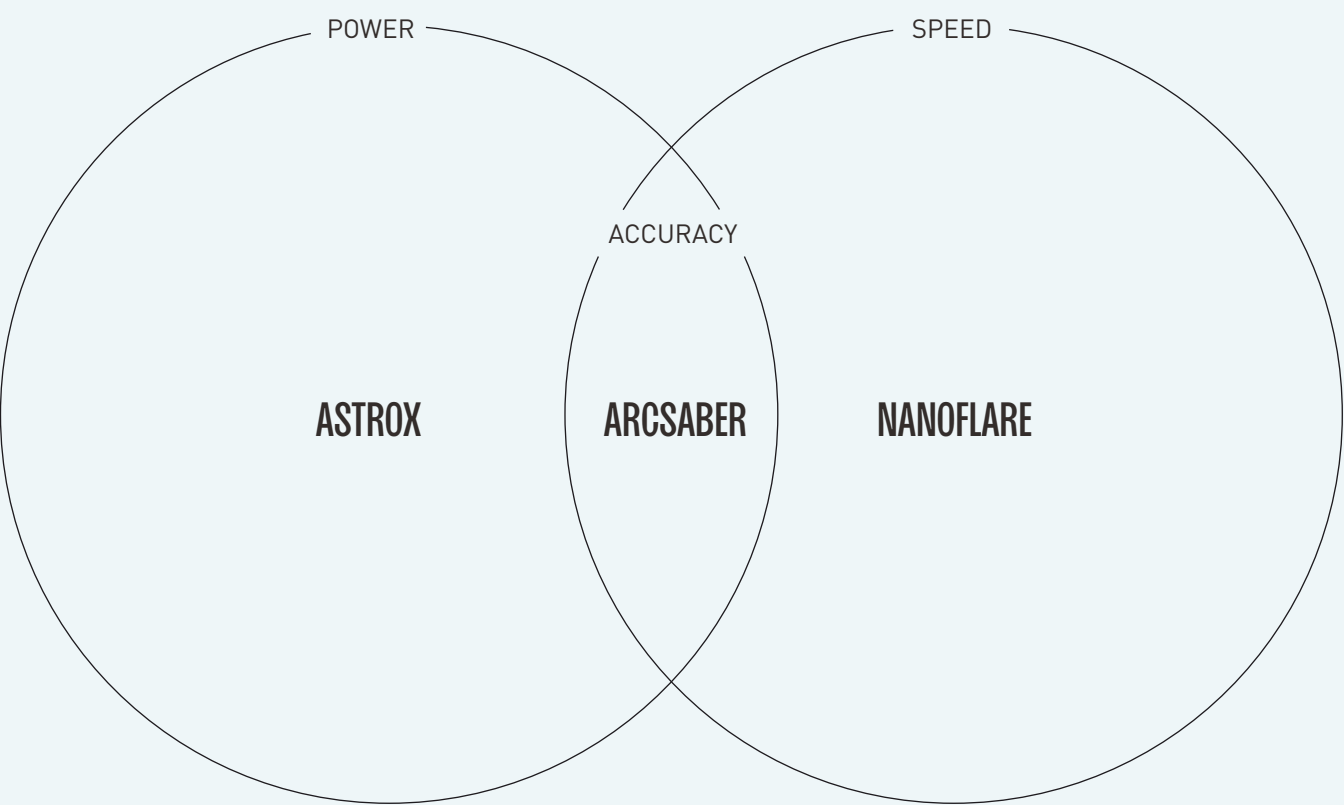 POWER
SPEED
ACCURACY
ASTROX
ARCSABER
NANOFLARE